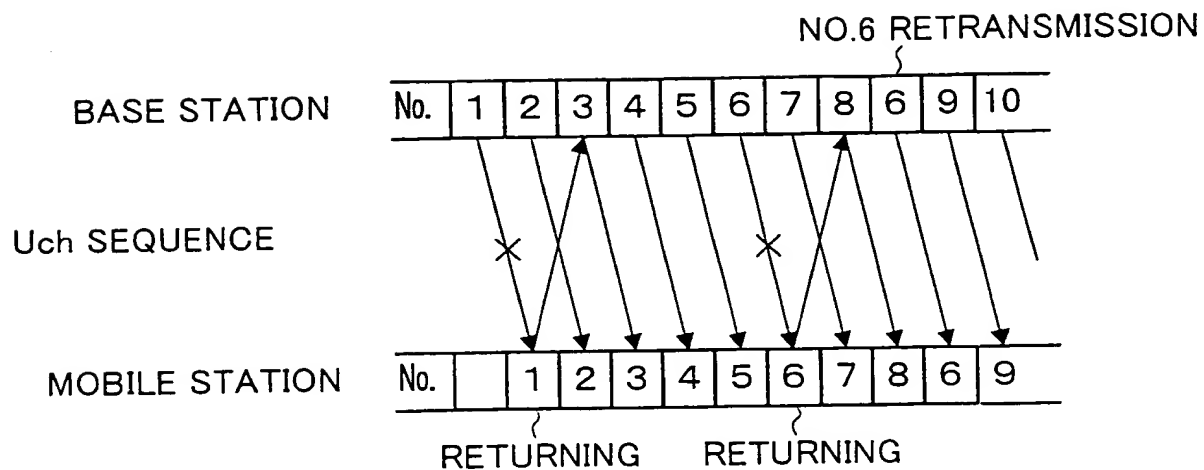 NO.6 RETRANSMISSION
BASE STATION No. 1 2 3 4 5 6 7 8 6 9 10
Uch SEQUENCE
MOBILE STATION No. 1 2 3 4 5 6 7 8 6 9
RETURNING RETURNING